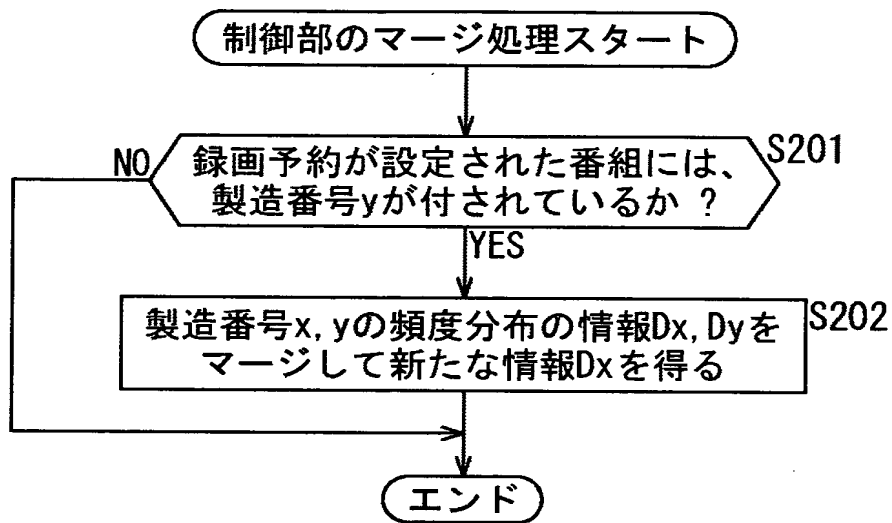 制御部のマージ処理スタート
NO
録画予約が設定された番組には、
製造番号yが付されているか ?
S201
YES
製造番号x, yの頻度分布の情報Dx, Dyを
マージして新たな情報Dxを得る
S202
エンド